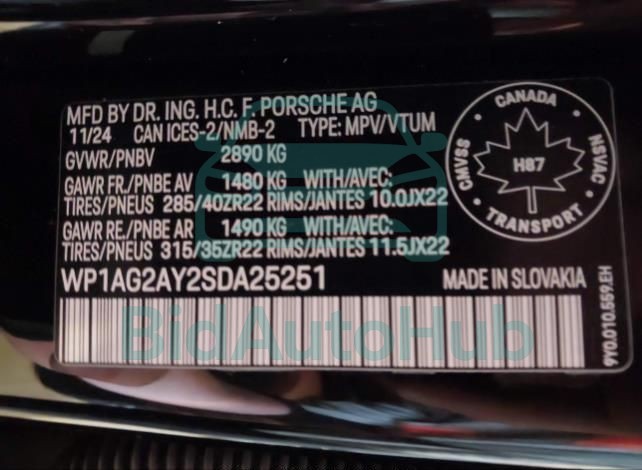 MFD BY DR. ING. H.C. F. PORSCHE AG
11/24 CAN ICES-2/NMB-2 TYPE: MPV/VTUM
GVWR/PNBV 2890 KG
GAWR FR./PNBE AV 1480 KG WITH/AVEC:
TIRES/PNEUS 285/40ZR22 RIMS/JANTES 10.0JX22
GAWR RE./PNBE AR 1490 KG WITH/AVEC:
TIRES/PNEUS 315/35ZR22 RIMS/JANTES 11.5JX22
WP1AG2AY2SDA25251 MADE IN SLOVAKIA
CANADA
CMVSS
NSVAC
H87
TRANSPORT
9Y0.010.559.EH
BidAutoHub